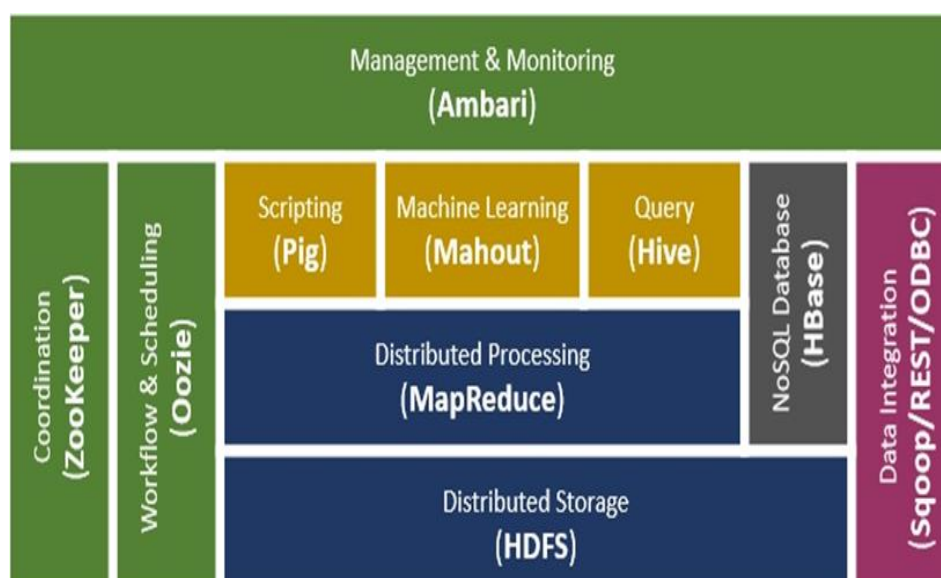 Management & Monitoring
(Ambari)
Coordination
(ZooKeeper)
Workflow & Scheduling
(Oozie)
Scripting
(Pig)
Machine Learning
(Mahout)
Query
(Hive)
Distributed Processing
(MapReduce)
NoSQL Database
(HBase)
Data Integration
(Sqoop/REST/ODBC)
Distributed Storage
(HDFS)